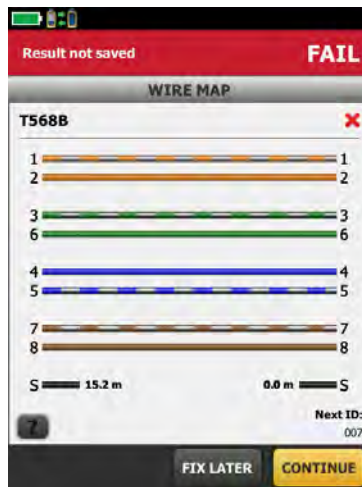 Result not saved FAIL
WIRE MAP
T568B
1 1
2 2
3 3
6 6
4 4
5 5
7 7
8 8
S 15.2 m 0.0 m S
Next ID:
? 007
FIX LATER CONTINUE